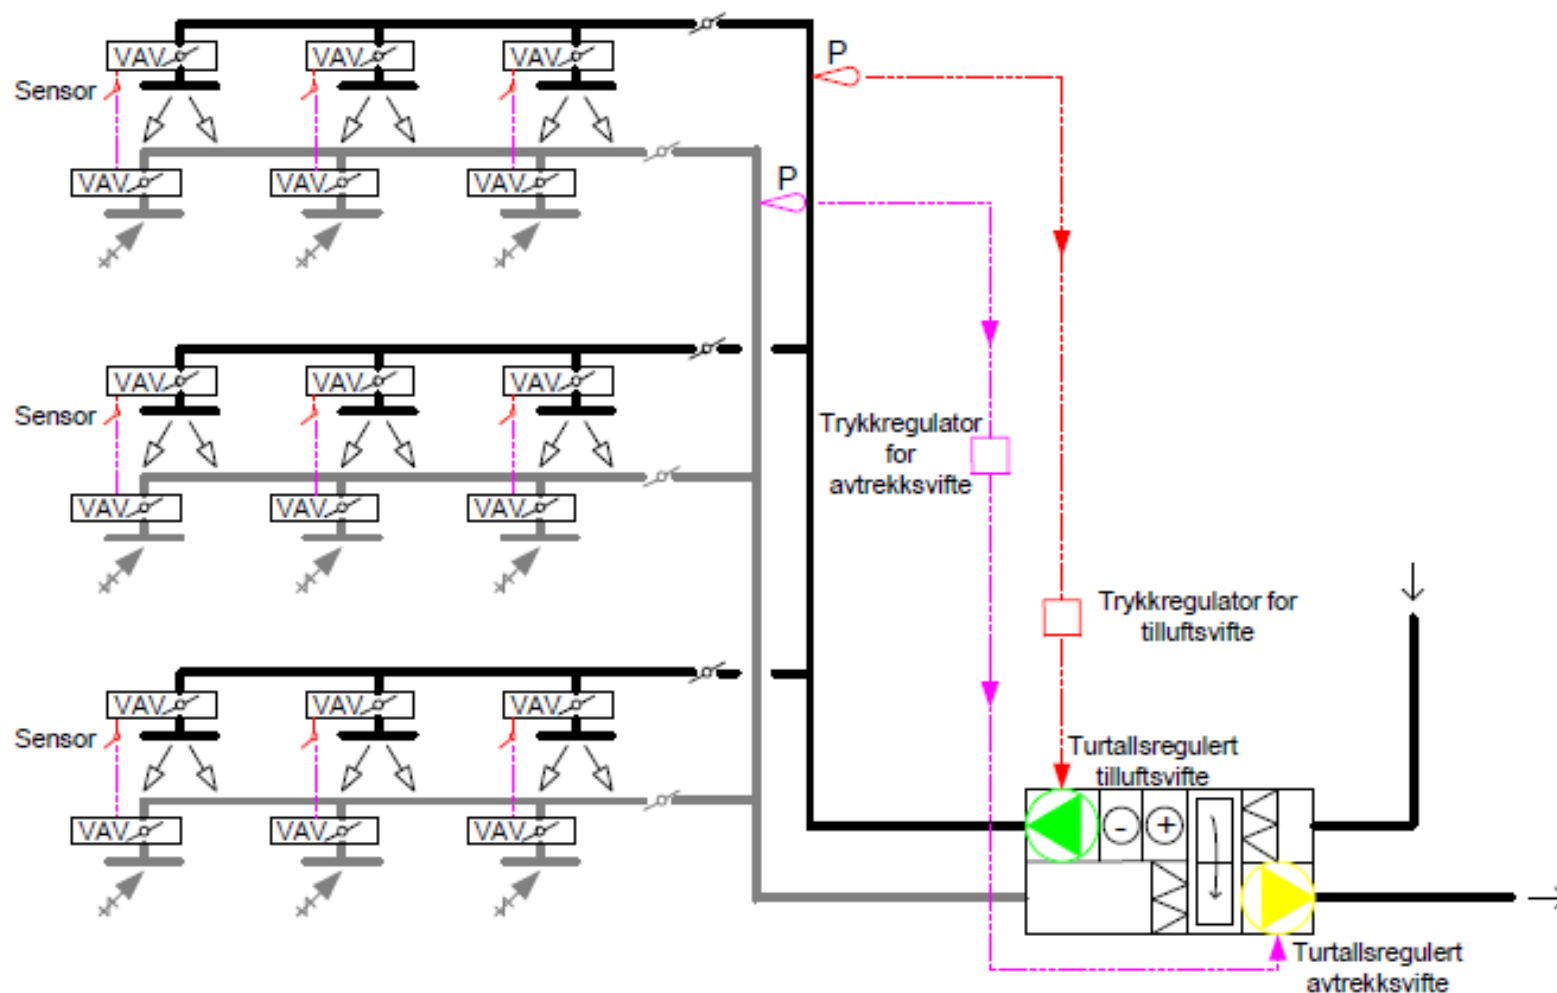 VAV VAV VAV
P
Sensor
VAV VAV VAV
P
VAV VAV VAV
Sensor
Trykkregulator
for
avtrekksvifte
VAV VAV VAV
Trykkregulator for
tilluftsvifte
VAV VAV VAV
Sensor
Turtallsregulert
tilluftsvifte
VAV VAV VAV
- +
Turtallsregulert
avtrekksvifte